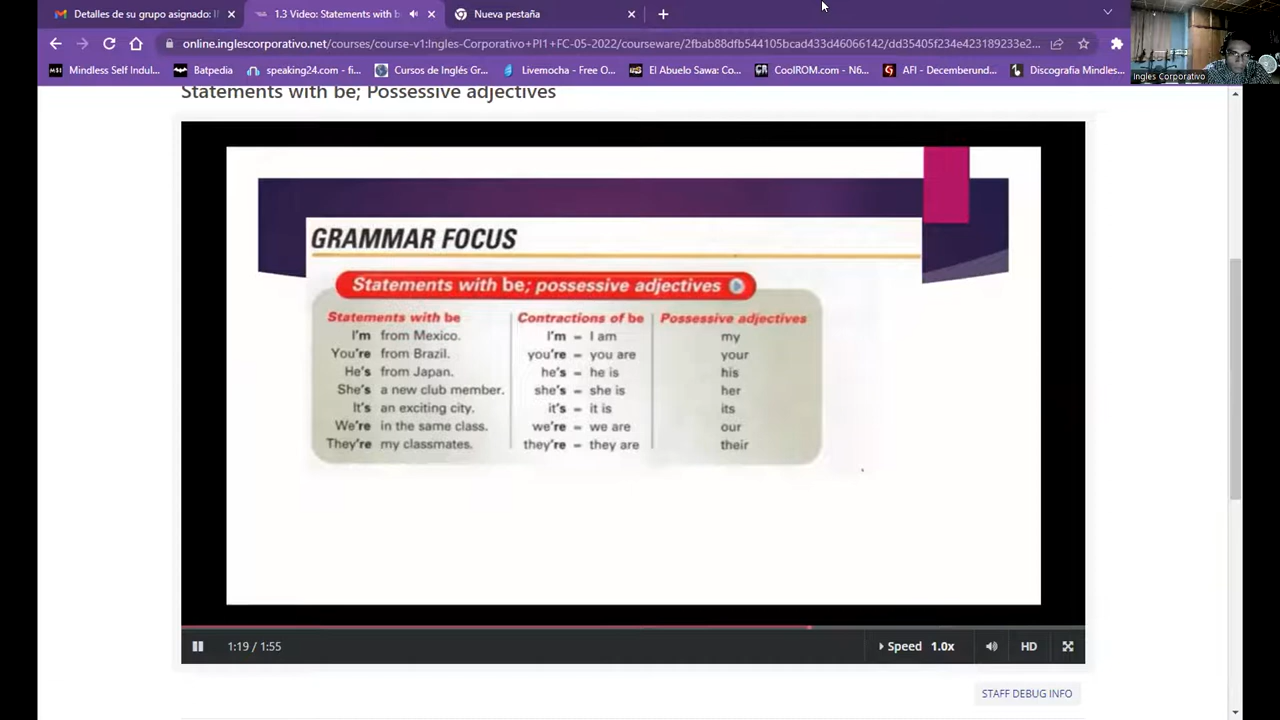 Detalles de su grupo asignado: I
1.3 Video: Statements with b
Nueva pestaña
online.inglescorporativo.net/courses/course-v1:Ingles-Corporativo+PI1+FC-05-2022/courseware/2fbab88dfb544105bcad433d46066142/dd35405f234e423189233e2...
Mindless Self Indul...
Batpedia
speaking24.com - fi...
Cursos de Inglés Gr...
Livemocha - Free O...
El Abuelo Sawa: Co...
CoolROM.com - N6...
AFI - Decemberund...
Discografía Mindles...
Ingles Corporativo
Statements with be; Possessive adjectives
GRAMMAR FOCUS
Statements with be; possessive adjectives
Statements with be Contractions of be Possessive adjectives
I'm from Mexico. I'm = I am my
You're from Brazil. you're = you are your
He's from Japan. he's = he is his
She's a new club member. she's = she is her
It's an exciting city. it's = it is its
We're in the same class. we're = we are our
They're my classmates. they're = they are their
1:19 / 1:55
Speed 1.0x
HD
STAFF DEBUG INFO